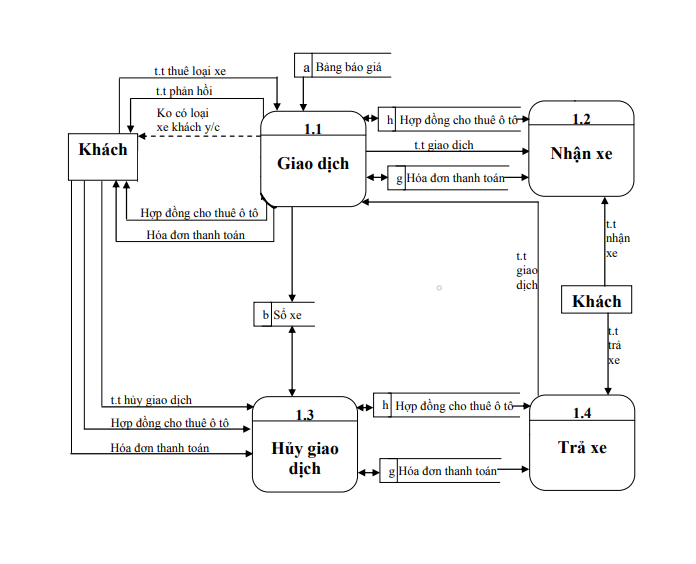 t.t thuê loại xe
a Bảng báo giá
t.t phản hồi
Ko có loại
xe khách y/c
Khách
1.1
Giao dịch
h Hợp đồng cho thuê ô tô
t.t giao dịch
g Hóa đơn thanh toán
1.2
Nhận xe
Hợp đồng cho thuê ô tô
Hóa đơn thanh toán
t.t
nhận
xe
t.t
giao
dịch
Khách
b Sổ xe
t.t
trả
xe
t.t hủy giao dịch
Hợp đồng cho thuê ô tô
Hóa đơn thanh toán
1.3
Hủy giao
dịch
h Hợp đồng cho thuê ô tô
g Hóa đơn thanh toán
1.4
Trả xe